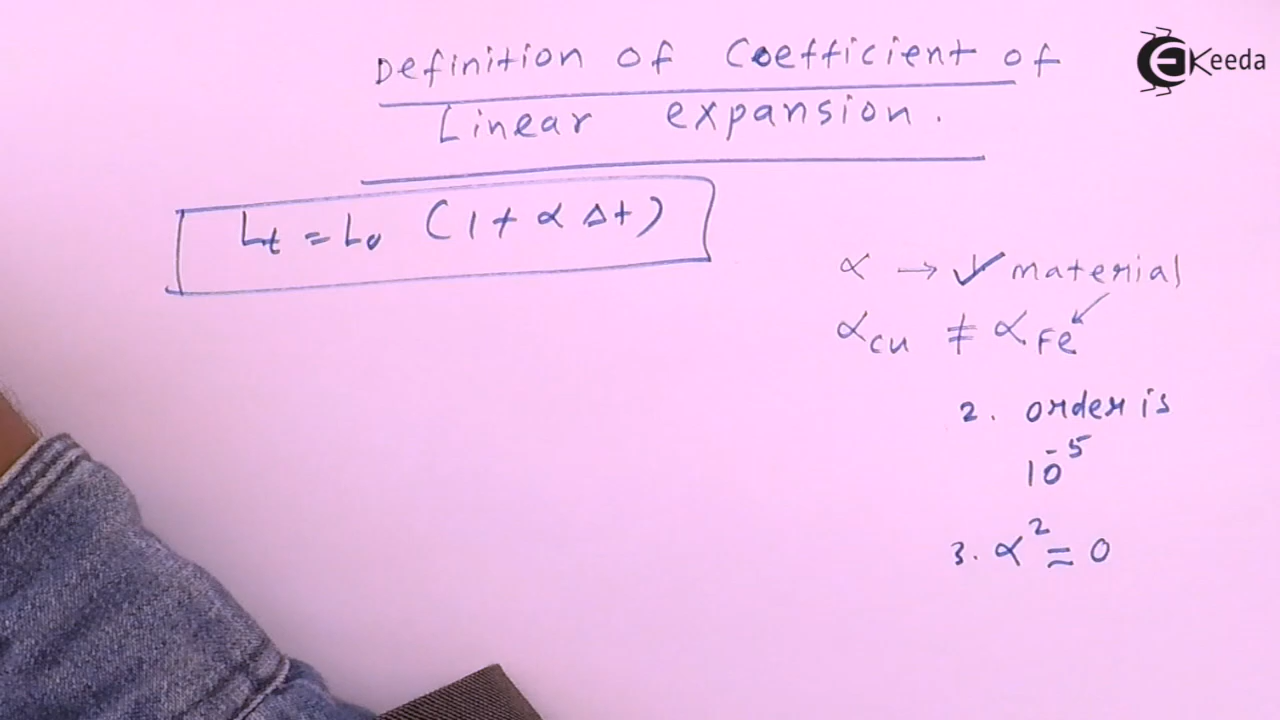 Definition of Coefficient of
Linear expansion.
Lt = L0 (1 + α Δt)
α → material
αCu ≠ αFe
2. order is
10⁻⁵
3. α² ≈ 0
EKeeda